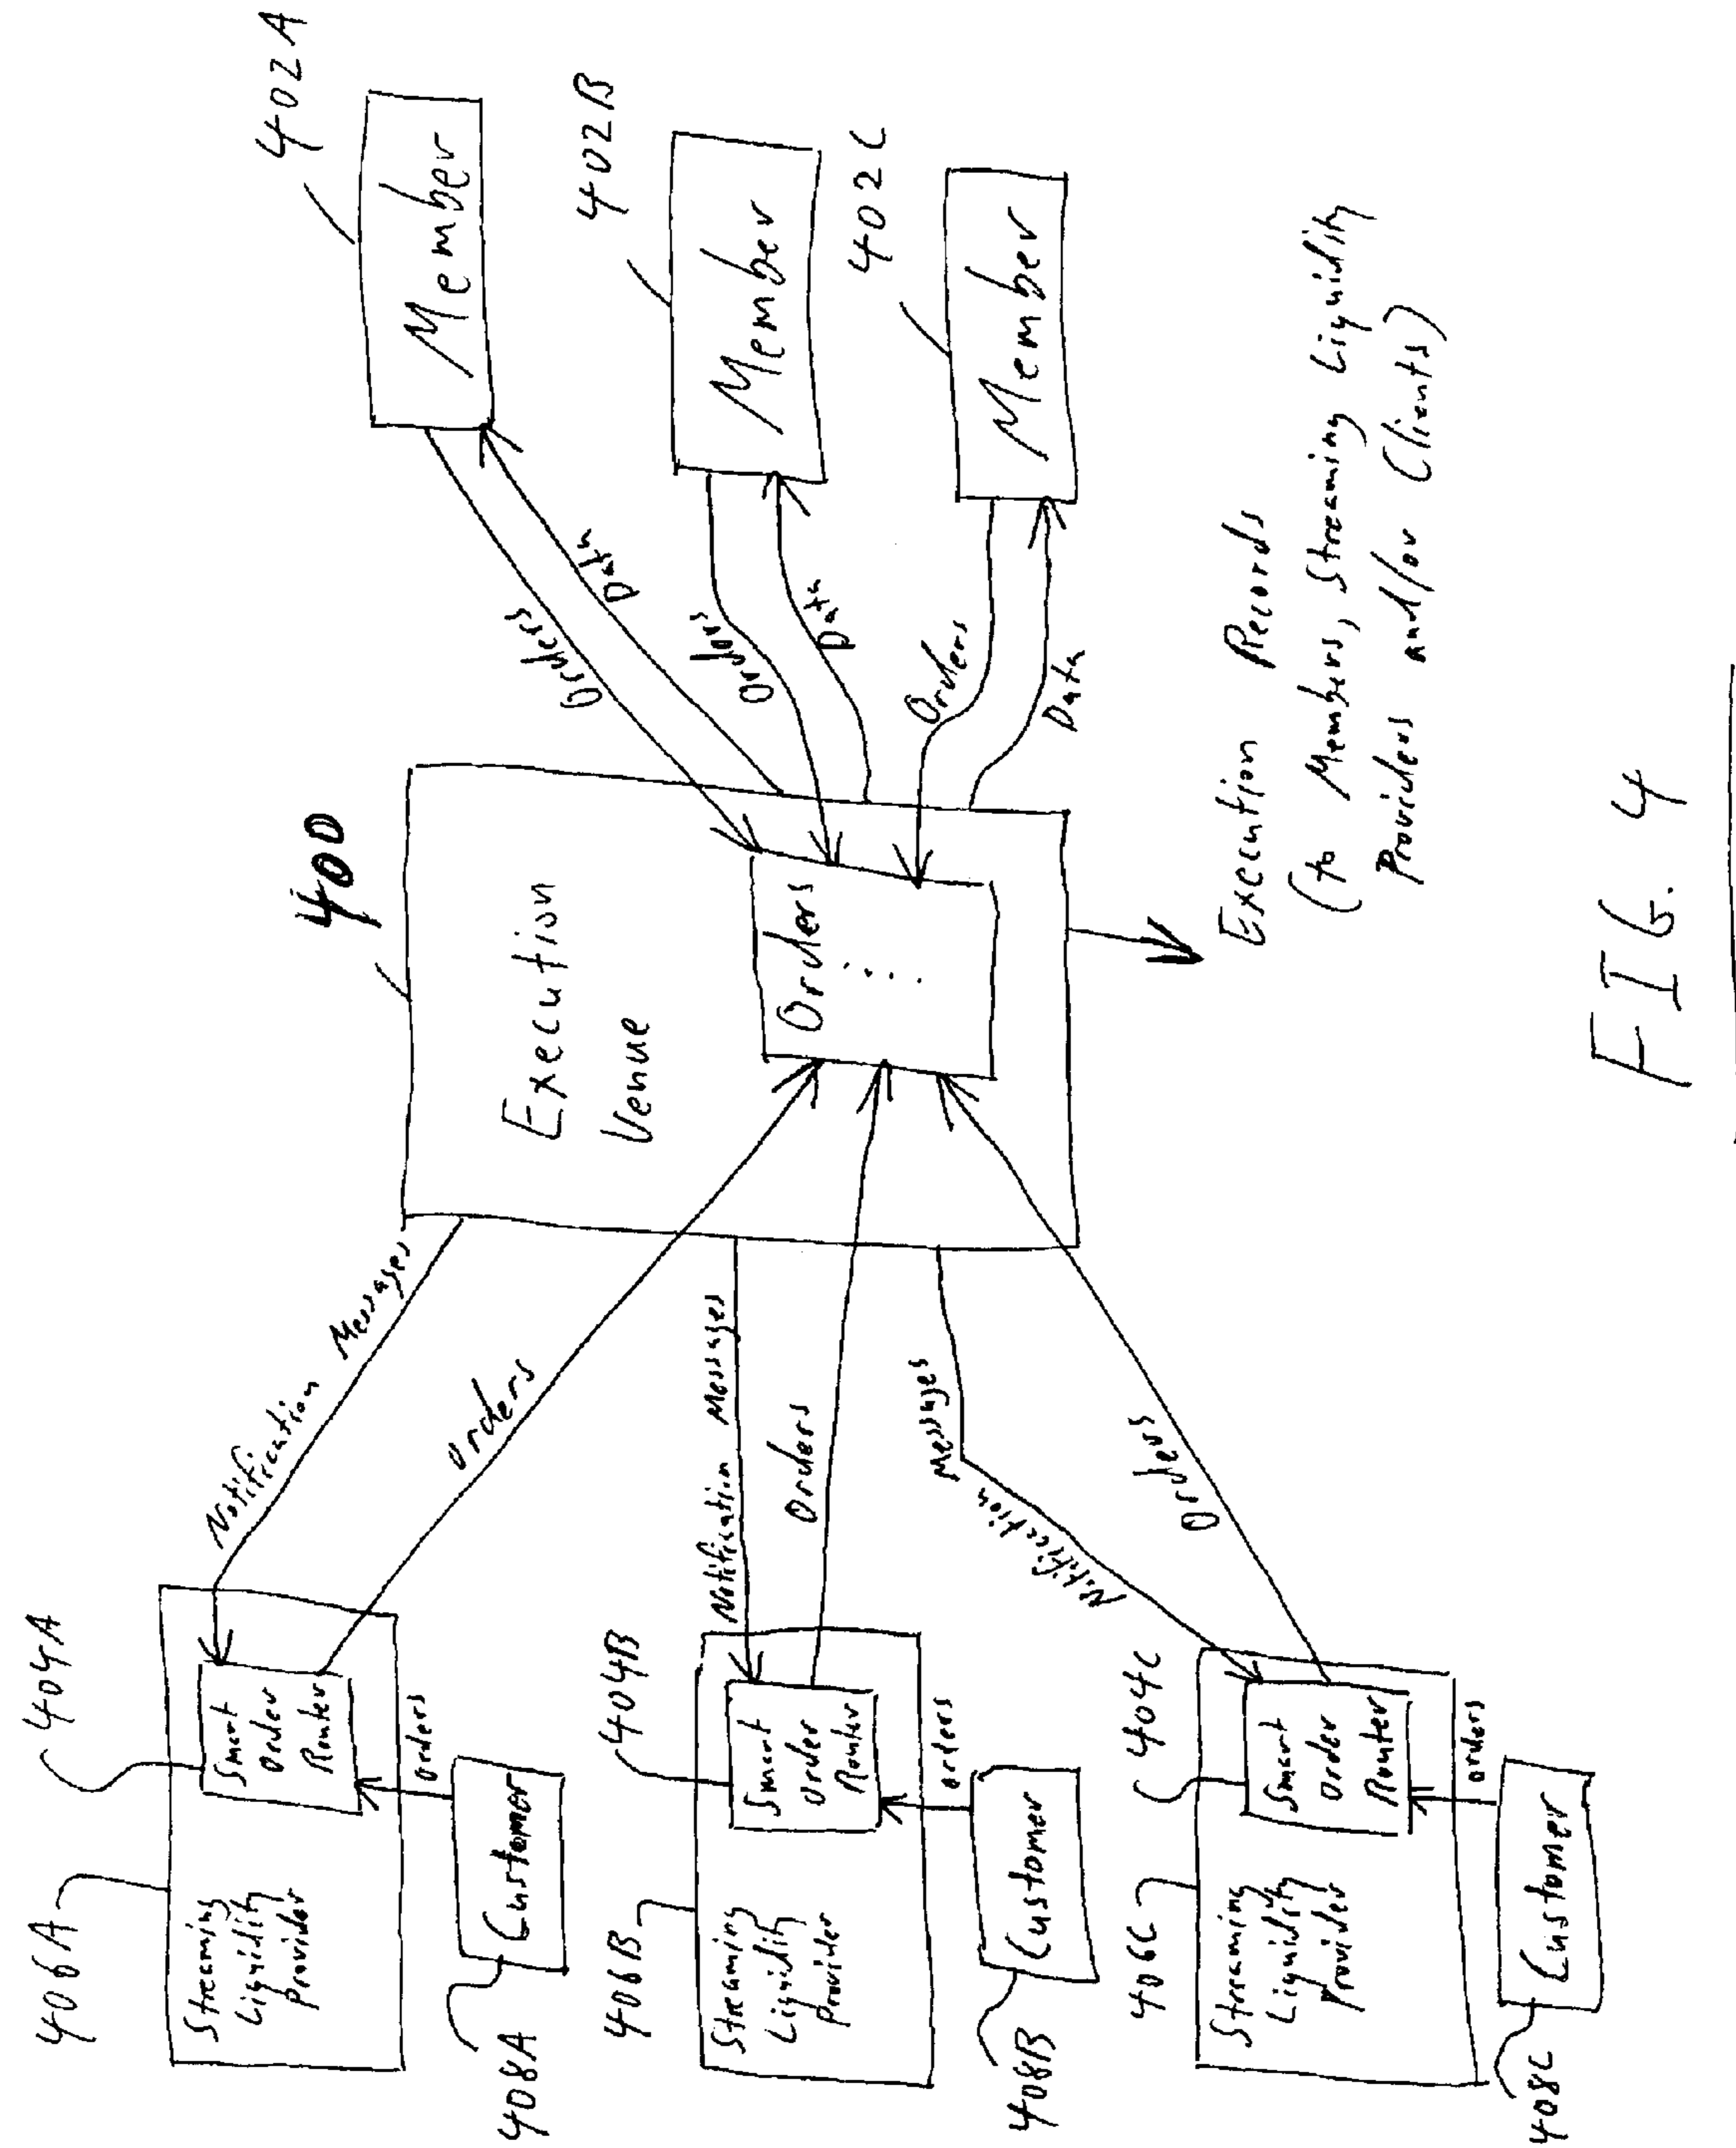 406A
404A
Streaming
Liquidity
Provider
Smart
Order
Router
orders
Customer
408A
Notification Messages
orders
406B
404B
Streaming
Liquidity
Provider
Smart
Order
Router
orders
Customer
408B
Notification Messages
Orders
406C
404C
Streaming
Liquidity
Provider
Smart
Order
Router
orders
Customer
408C
Notification Messages
Orders
400
Execution
Venue
Orders
Orders
Data
402A
Member
Orders
Data
402B
Member
Orders
Data
402C
Member
Execution Records
(to Members, Streaming Liquidity
Providers and/or Clients)
FIG. 4